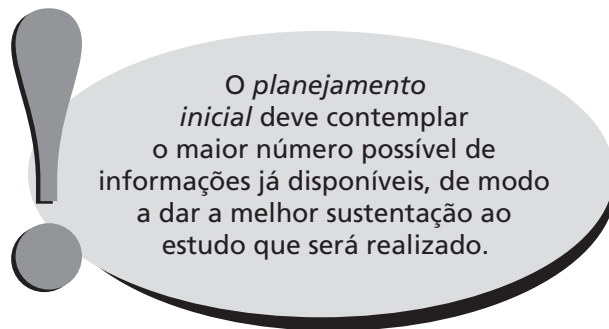 O planejamento
inicial deve contemplar
o maior número possível de
informações já disponíveis, de modo
a dar a melhor sustentação ao
estudo que será realizado.